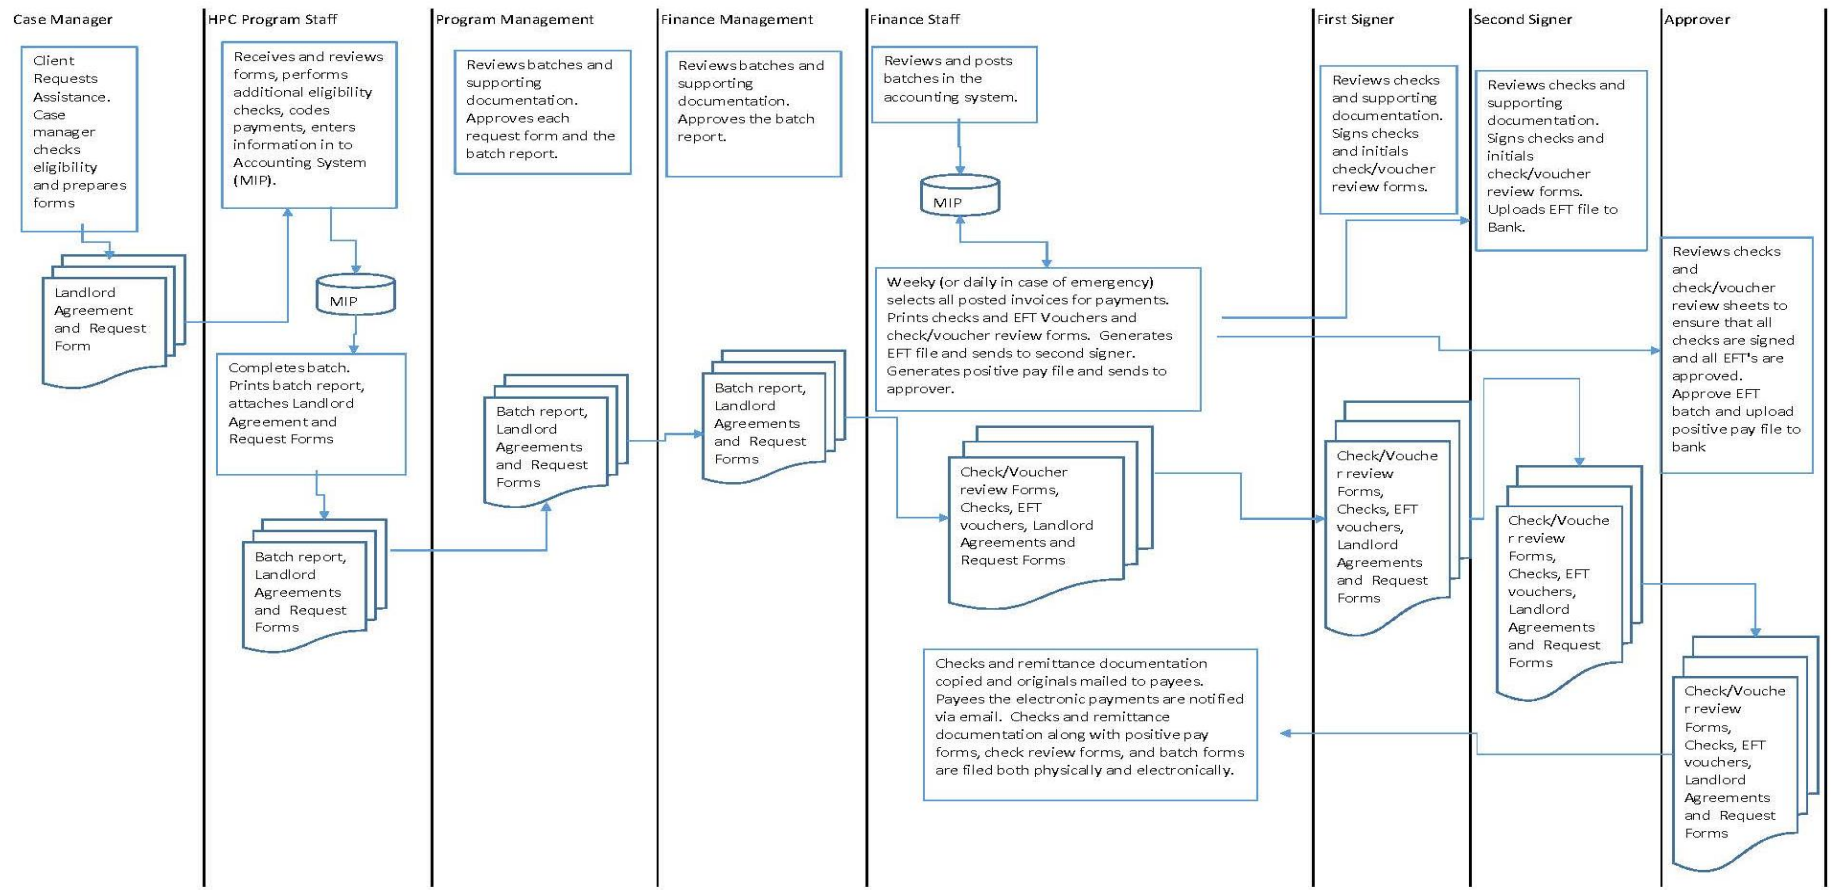 Case Manager
Client
Requests
Assistance.
Case
manager
checks
eligibility
and prepares
forms
Landlord
Agreement
and Request
Form
HPC Program Staff
Receives and reviews
forms, performs
additional eligibility
checks, codes
payments, enters
information in to
Accounting System
(MIP).
MIP
Completes batch.
Prints batch report,
attaches Landlord
Agreement and
Request Forms
Batch report,
Landlord
Agreements
and Request
Forms
Program Management
Reviews batches and
supporting
documentation.
Approves each
request form and the
batch report.
Batch report,
Landlord
Agreements
and Request
Forms
Finance Management
Reviews batches and
supporting
documentation.
Approves the batch
report.
Batch report,
Landlord
Agreements
and Request
Forms
Finance Staff
Reviews and posts
batches in the
accounting system.
MIP
Weeky (or daily in case of emergency)
selects all posted invoices for payments.
Prints checks and EFT Vouchers and
check/voucher review forms. Generates
EFT file and sends to second signer.
Generates positive pay file and sends to
approver.
Check/Voucher
review Forms,
Checks, EFT
vouchers, Landlord
Agreements and
Request Forms
Checks and remittance documentation
copied and originals mailed to payees.
Payees the electronic payments are notified
via email. Checks and remittance
documentation along with positive pay
forms, check review forms, and batch forms
are filed both physically and electronically.
First Signer
Reviews checks
and supporting
documentation.
Signs checks
and initials
check/voucher
review forms.
Check/Vouche
r review
Forms,
Checks, EFT
vouchers,
Landlord
Agreements
and Request
Forms
Second Signer
Reviews checks and
supporting
documentation.
Signs checks and
initials
check/voucher
review forms.
Uploads EFT file to
Bank.
Check/Vouche
r review
Forms,
Checks, EFT
vouchers,
Landlord
Agreements
and Request
Forms
Approver
Reviews checks
and
check/voucher
review sheets to
ensure that all
checks are signed
and all EFT's are
approved.
Approve EFT
batch and upload
positive pay file to
bank
Check/Vouche
r review
Forms,
Checks, EFT
vouchers,
Landlord
Agreements
and Request
Forms